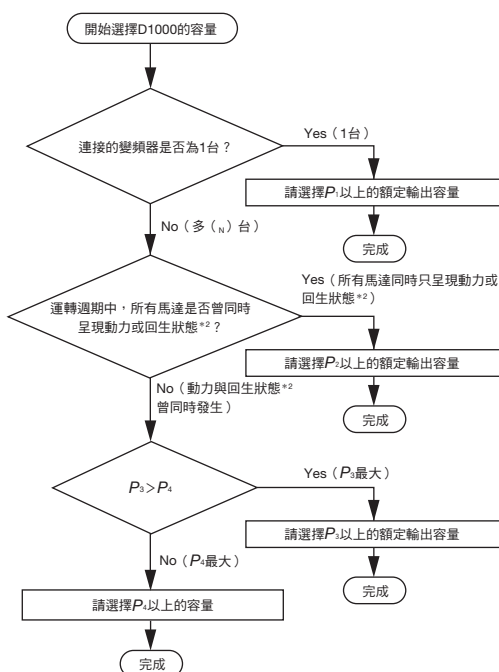 開始選擇D1000的容量
連接的變頻器是否為1台？
Yes（1台）
請選擇P₁以上的額定輸出容量
完成
No（多（N）台）
Yes（所有馬達同時只呈現動力或
回生狀態*2）
運轉週期中，所有馬達是否曾同時
呈現動力或回生狀態*2？
請選擇P₂以上的額定輸出容量
完成
No（動力與回生狀態*2
曾同時發生）
P₃＞P₄
Yes（P₃最大）
請選擇P₃以上的額定輸出容量
完成
No（P₄最大）
請選擇P₄以上的容量
完成